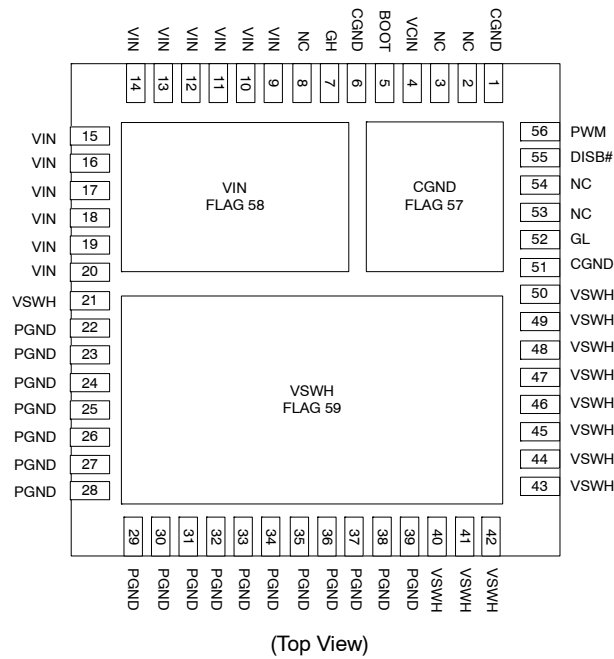 VIN VIN VIN VIN VIN VIN NC GH CGND BOOT VCIN NC NC CGND
14 13 12 11 10 9 8 7 6 5 4 3 2 1
VIN 15
VIN 16
VIN 17
VIN 18
VIN 19
VIN 20
VSWH 21
PGND 22
PGND 23
PGND 24
PGND 25
PGND 26
PGND 27
PGND 28
VIN
FLAG 58
CGND
FLAG 57
VSWH
FLAG 59
56 PWM
55 DISB#
54 NC
53 NC
52 GL
51 CGND
50 VSWH
49 VSWH
48 VSWH
47 VSWH
46 VSWH
45 VSWH
44 VSWH
43 VSWH
29 30 31 32 33 34 35 36 37 38 39 40 41 42
PGND PGND PGND PGND PGND PGND PGND PGND PGND PGND PGND VSWH VSWH VSWH
(Top View)